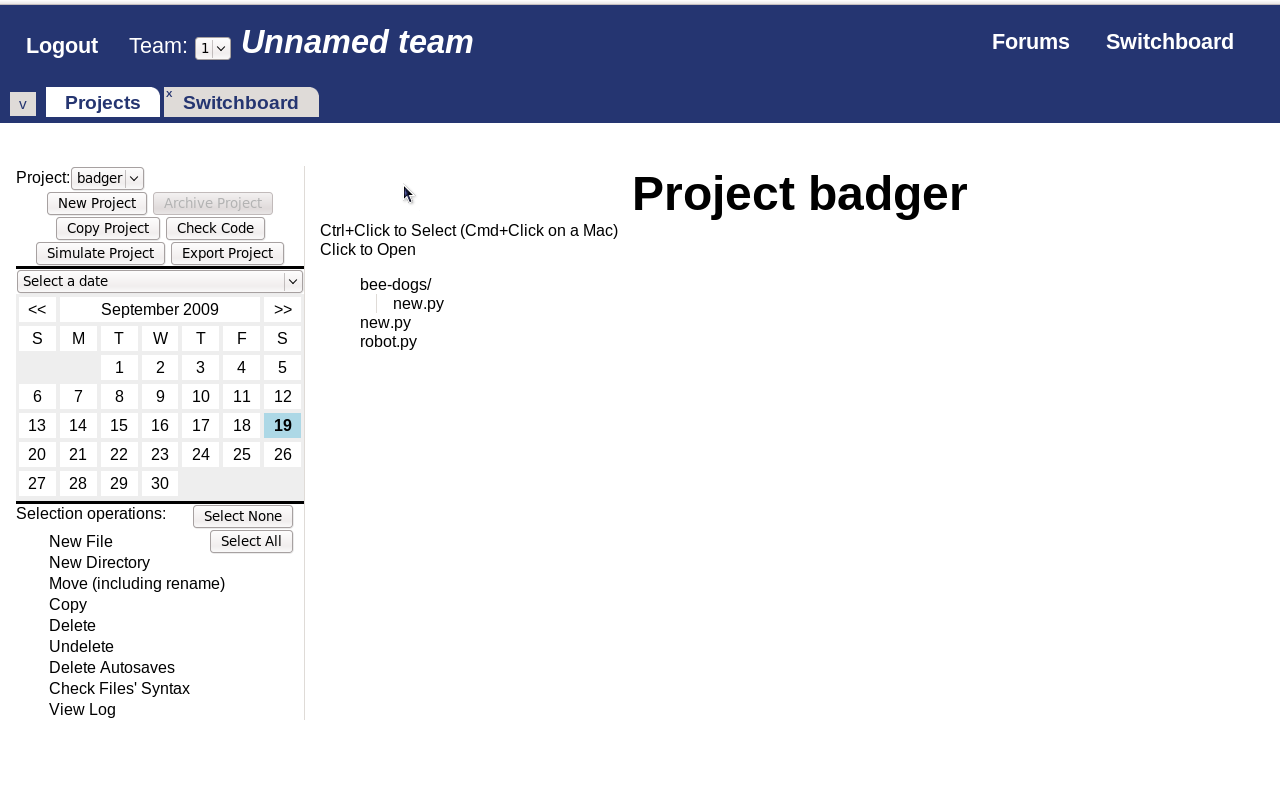 Logout Team: 1 Unnamed team Forums Switchboard
v Projects x Switchboard
Project: badger
New Project Archive Project
Copy Project Check Code
Simulate Project Export Project
Select a date
<< September 2009 >>
S M T W T F S
1 2 3 4 5
6 7 8 9 10 11 12
13 14 15 16 17 18 19
20 21 22 23 24 25 26
27 28 29 30
Selection operations: Select None
Select All
New File
New Directory
Move (including rename)
Copy
Delete
Undelete
Delete Autosaves
Check Files' Syntax
View Log
Project badger
Ctrl+Click to Select (Cmd+Click on a Mac)
Click to Open
bee-dogs/
new.py
new.py
robot.py